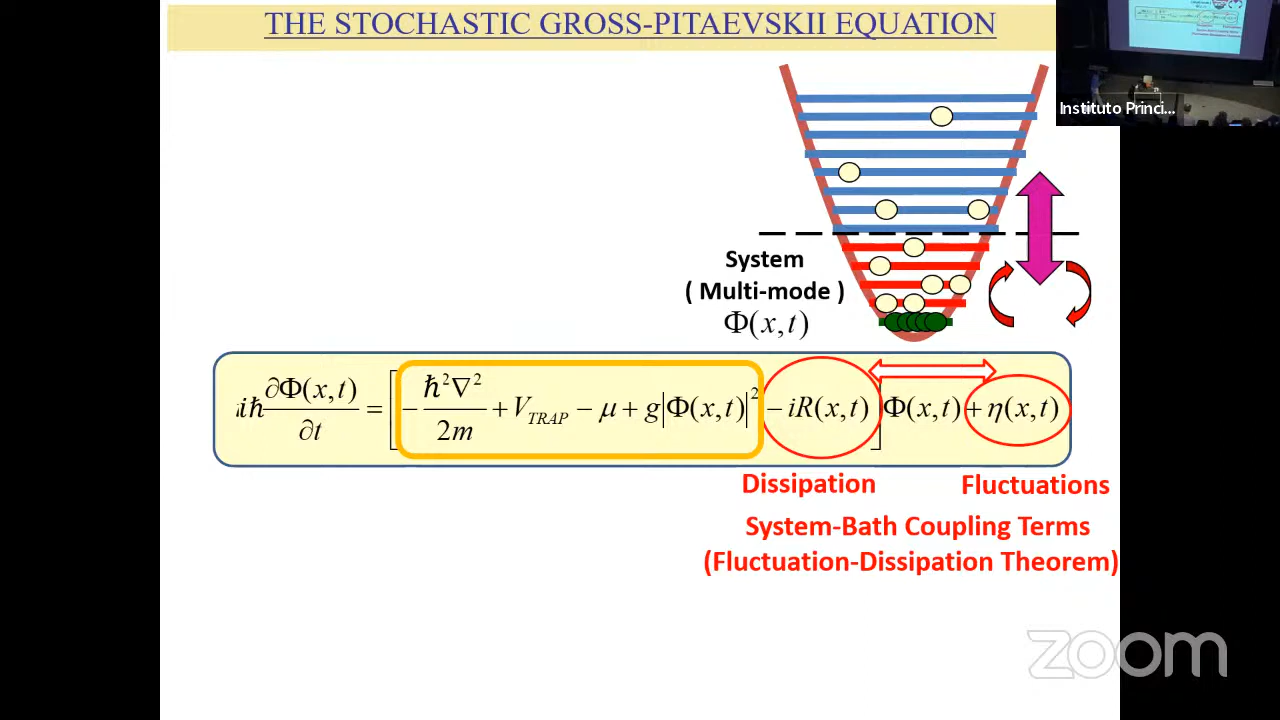 THE STOCHASTIC GROSS-PITAEVSKII EQUATION
Instituto Princi...
System
( Multi-mode )
Φ(x,t)
iℏ ∂Φ(x,t)/∂t = [ − ℏ²∇²/2m + V_TRAP − μ + g|Φ(x,t)|² − iR(x,t) ] Φ(x,t) + η(x,t)
Dissipation
Fluctuations
System-Bath Coupling Terms
(Fluctuation-Dissipation Theorem)
zoom